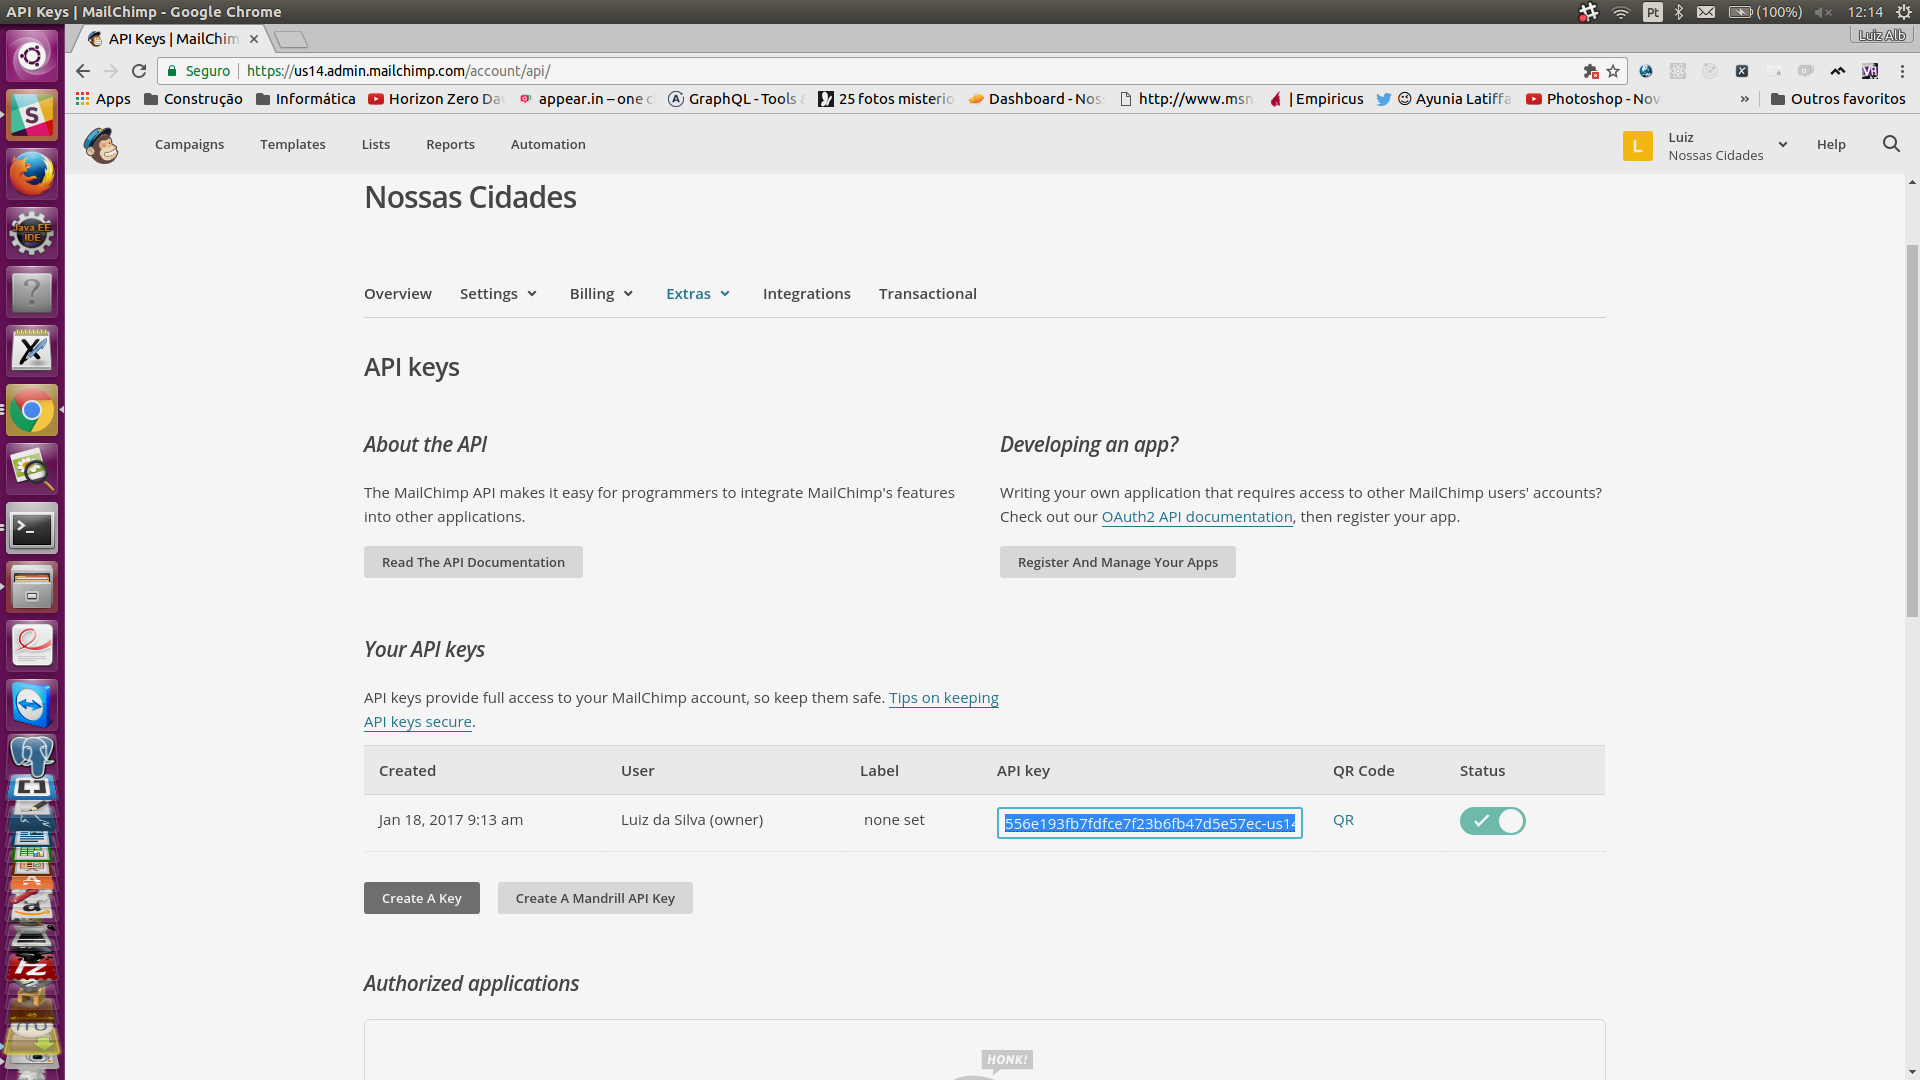 API Keys | MailChimp - Google Chrome
Pt
(100%)
12:14
API Keys | MailChim
Luiz Alb
Seguro
https://us14.admin.mailchimp.com/account/api/
Apps
Construção
Informática
Horizon Zero Da
appear.in – one c
GraphQL - Tools
25 fotos misterio
Dashboard - Nos
http://www.msn
| Empiricus
Ayunia Latiffa
Photoshop - Nov
»
Outros favoritos
Campaigns
Templates
Lists
Reports
Automation
L
Luiz
Nossas Cidades
Help
Nossas Cidades
Overview
Settings
Billing
Extras
Integrations
Transactional
API keys
About the API
The MailChimp API makes it easy for programmers to integrate MailChimp's features
into other applications.
Read The API Documentation
Developing an app?
Writing your own application that requires access to other MailChimp users' accounts?
Check out our OAuth2 API documentation, then register your app.
Register And Manage Your Apps
Your API keys
API keys provide full access to your MailChimp account, so keep them safe. Tips on keeping
API keys secure.
Created
User
Label
API key
QR Code
Status
Jan 18, 2017 9:13 am
Luiz da Silva (owner)
none set
556e193fb7fdfce7f23b6fb47d5e57ec-us14
QR
Create A Key
Create A Mandrill API Key
Authorized applications
HONK!
Java EE
IDE